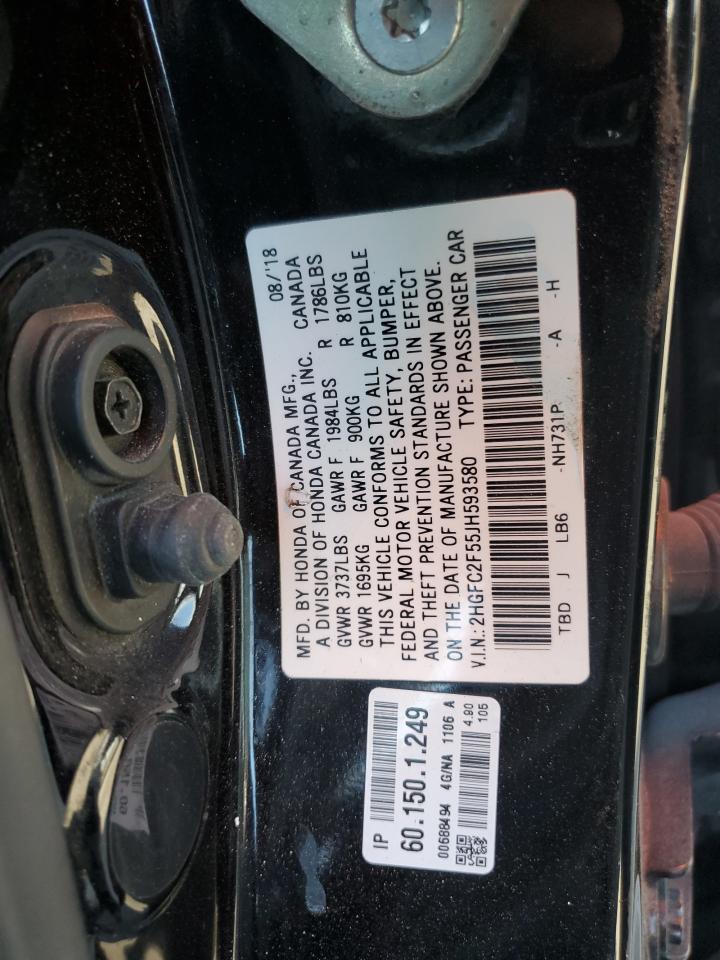 08/'18
MFD. BY HONDA OF CANADA MFG.,
A DIVISION OF HONDA CANADA INC. CANADA
GVWR 3737LBS GAWR F 1984LBS R 1786LBS
GVWR 1695KG GAWR F 900KG R 810KG
THIS VEHICLE CONFORMS TO ALL APPLICABLE
FEDERAL MOTOR VEHICLE SAFETY, BUMPER,
AND THEFT PREVENTION STANDARDS IN EFFECT
ON THE DATE OF MANUFACTURE SHOWN ABOVE.
V.I.N.: 2HGFC2F55JH593580 TYPE: PASSENGER CAR
TBD J LB6 -NH731P -A -H
IP
60.150.1.249
00688494 4G/NA 1106 A
4.90
105